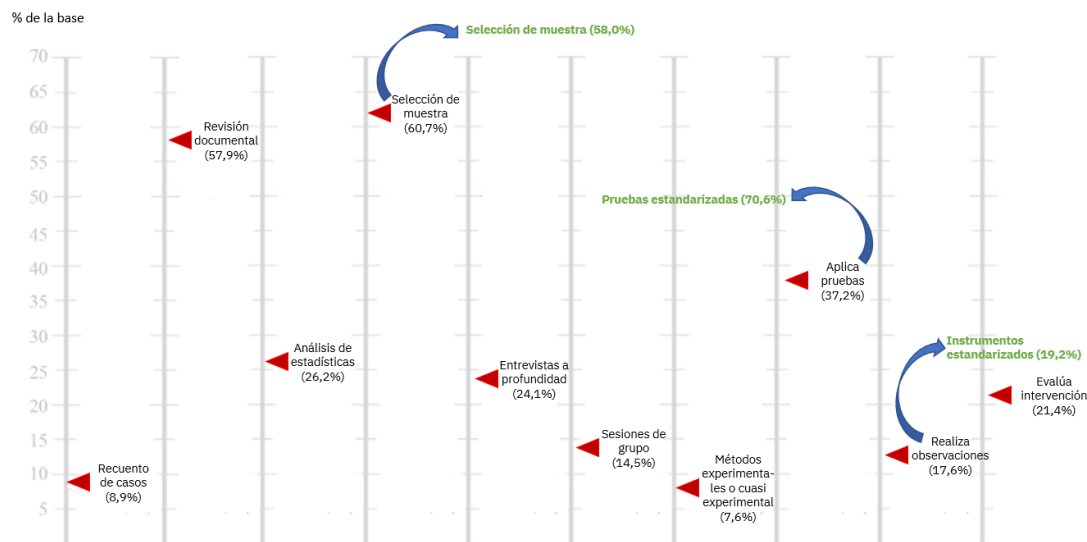 % de la base
Selección de muestra (58,0%)
70
65
60
55
50
45
40
35
30
25
20
15
10
5
Recuento
de casos
(8,9%)
Revisión
documental
(57,9%)
Análisis de
estadísticas
(26,2%)
Selección de
muestra
(60,7%)
Entrevistas a
profundidad
(24,1%)
Sesiones de
grupo
(14,5%)
Métodos
experimenta-
les o cuasi
experimental
(7,6%)
Pruebas estandarizadas (70,6%)
Aplica
pruebas
(37,2%)
Instrumentos
estandarizados (19,2%)
Realiza
observaciones
(17,6%)
Evalúa
intervención
(21,4%)